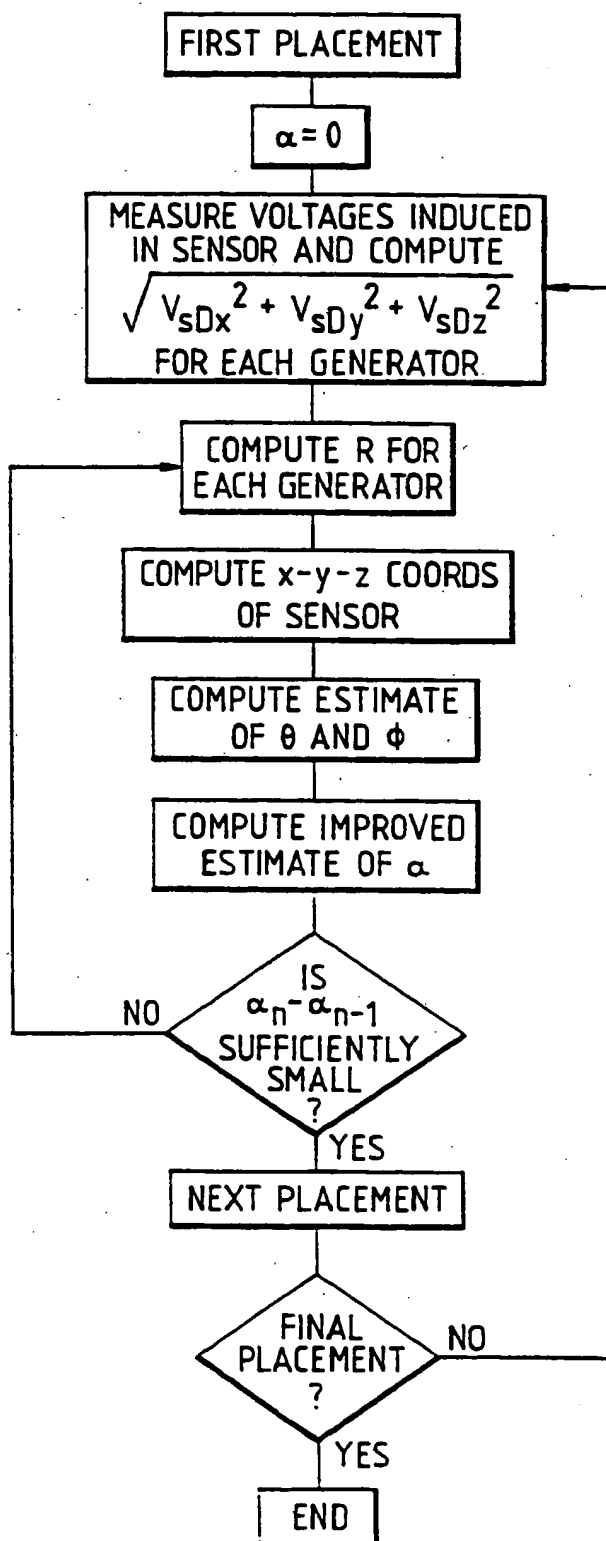 FIRST PLACEMENT
α = 0
MEASURE VOLTAGES INDUCED
IN SENSOR AND COMPUTE
√(VsDx² + VsDy² + VsDz²)
FOR EACH GENERATOR
COMPUTE R FOR
EACH GENERATOR
COMPUTE x-y-z COORDS
OF SENSOR
COMPUTE ESTIMATE
OF θ AND ϕ
COMPUTE IMPROVED
ESTIMATE OF α
IS
αn-αn-1
SUFFICIENTLY
SMALL
?
NO
YES
NEXT PLACEMENT
FINAL
PLACEMENT
?
NO
YES
END